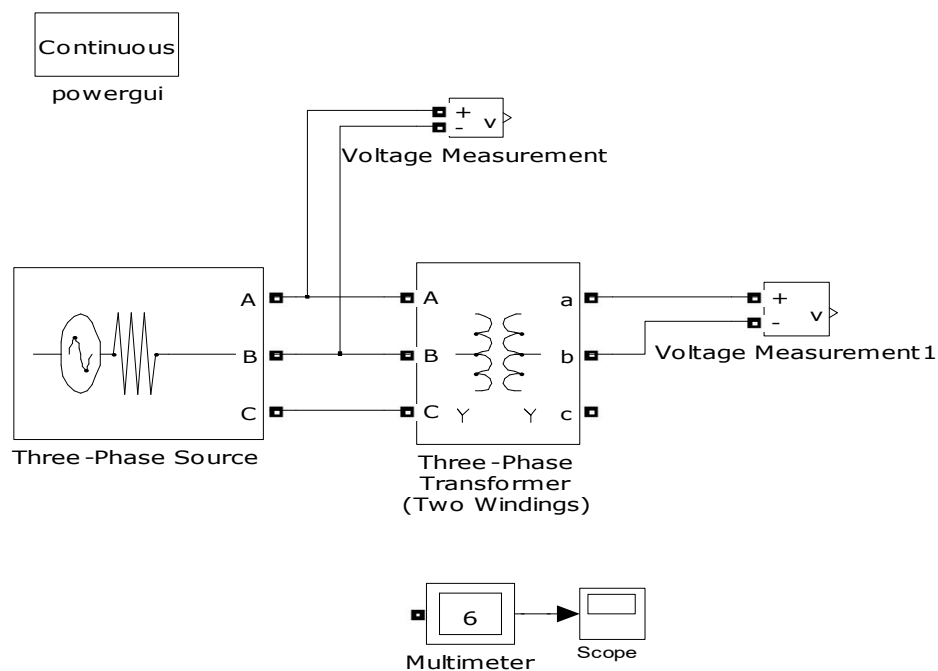 Continuous
powergui
+
-
v
Voltage Measurement
A
B
C
Three-Phase Source
A
B
C
a
b
c
Y Y
Three-Phase
Transformer
(Two Windings)
+
-
v
Voltage Measurement1
6
Multimeter
Scope